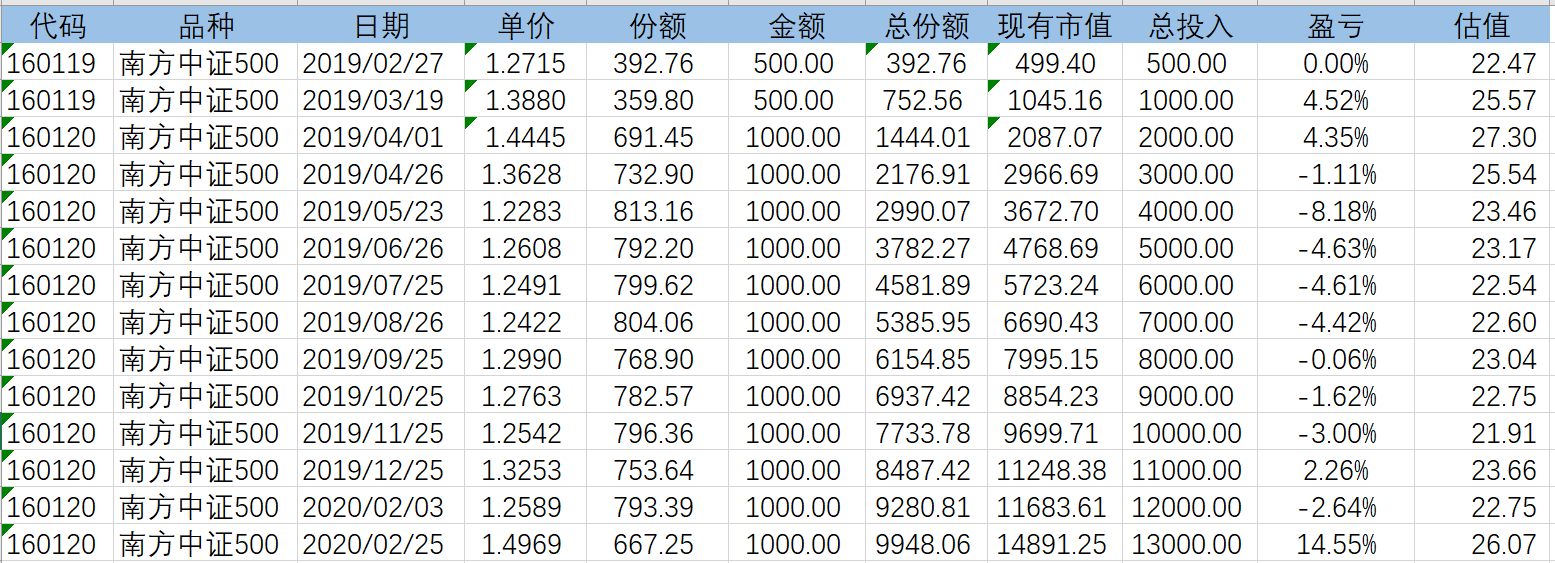 代码 品种 日期 单价 份额 金额 总份额 现有市值 总投入 盈亏 估值
160119 南方中证500 2019/02/27 1.2715 392.76 500.00 392.76 499.40 500.00 0.00% 22.47
160119 南方中证500 2019/03/19 1.3880 359.80 500.00 752.56 1045.16 1000.00 4.52% 25.57
160120 南方中证500 2019/04/01 1.4445 691.45 1000.00 1444.01 2087.07 2000.00 4.35% 27.30
160120 南方中证500 2019/04/26 1.3628 732.90 1000.00 2176.91 2966.69 3000.00 -1.11% 25.54
160120 南方中证500 2019/05/23 1.2283 813.16 1000.00 2990.07 3672.70 4000.00 -8.18% 23.46
160120 南方中证500 2019/06/26 1.2608 792.20 1000.00 3782.27 4768.69 5000.00 -4.63% 23.17
160120 南方中证500 2019/07/25 1.2491 799.62 1000.00 4581.89 5723.24 6000.00 -4.61% 22.54
160120 南方中证500 2019/08/26 1.2422 804.06 1000.00 5385.95 6690.43 7000.00 -4.42% 22.60
160120 南方中证500 2019/09/25 1.2990 768.90 1000.00 6154.85 7995.15 8000.00 -0.06% 23.04
160120 南方中证500 2019/10/25 1.2763 782.57 1000.00 6937.42 8854.23 9000.00 -1.62% 22.75
160120 南方中证500 2019/11/25 1.2542 796.36 1000.00 7733.78 9699.71 10000.00 -3.00% 21.91
160120 南方中证500 2019/12/25 1.3253 753.64 1000.00 8487.42 11248.38 11000.00 2.26% 23.66
160120 南方中证500 2020/02/03 1.2589 793.39 1000.00 9280.81 11683.61 12000.00 -2.64% 22.75
160120 南方中证500 2020/02/25 1.4969 667.25 1000.00 9948.06 14891.25 13000.00 14.55% 26.07